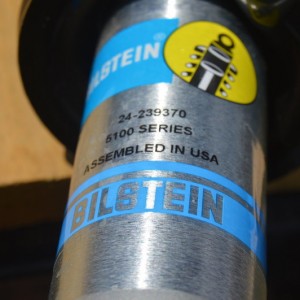 BILSTEIN®
24-239370
5100 SERIES
ASSEMBLED IN USA
BILSTEIN